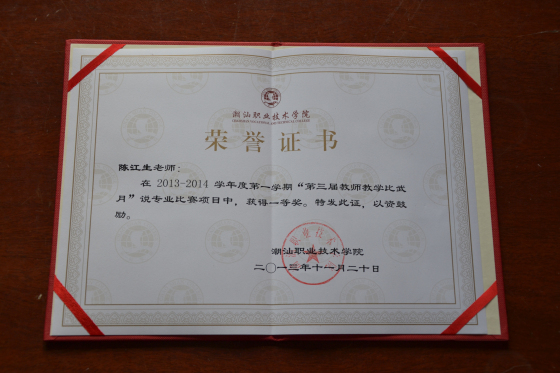 潮汕职业技术学院
荣誉证书
陈江生老师:
在 2013-2014 学年度第一学期“第三届教师教学比武
月”说专业比赛项目中,获得一等奖。特发此证,以资鼓
励。
潮汕职业技术学院
二〇一三年十一月二十日